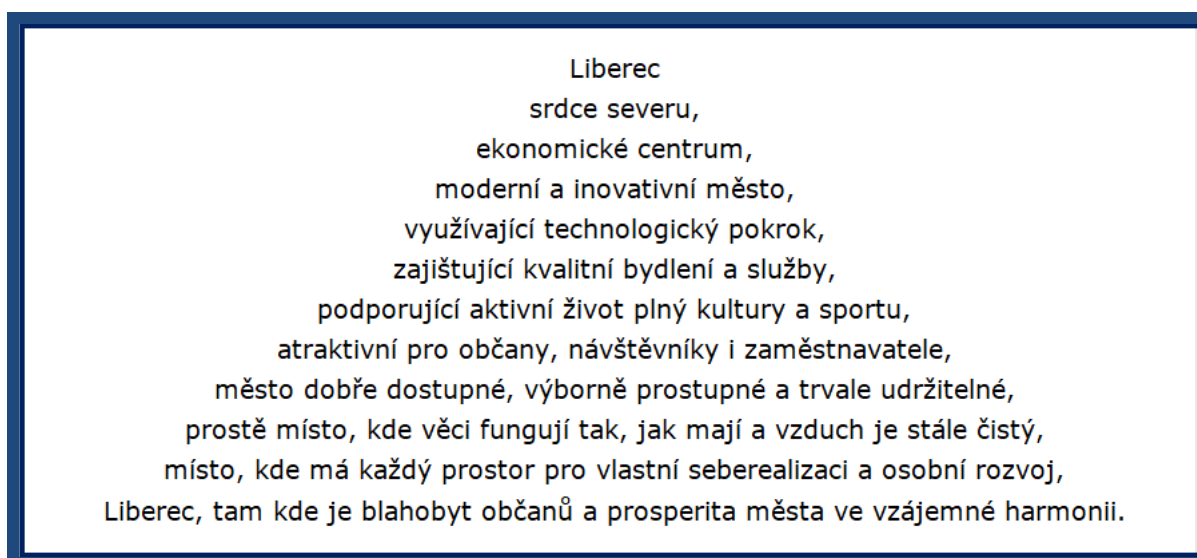 Liberec
srdce severu,
ekonomické centrum,
moderní a inovativní město,
využívající technologický pokrok,
zajištující kvalitní bydlení a služby,
podporující aktivní život plný kultury a sportu,
atraktivní pro občany, návštěvníky i zaměstnavatele,
město dobře dostupné, výborně prostupné a trvale udržitelné,
prostě místo, kde věci fungují tak, jak mají a vzduch je stále čistý,
místo, kde má každý prostor pro vlastní seberealizaci a osobní rozvoj,
Liberec, tam kde je blahobyt občanů a prosperita města ve vzájemné harmonii.